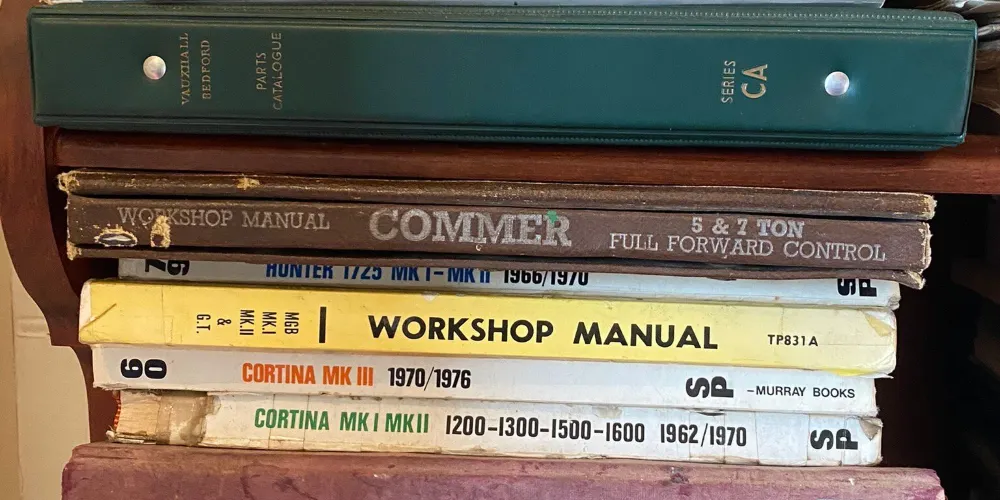 VAUXHALL
BEDFORD
PARTS
CATALOGUE
SERIES
CA
WORKSHOP MANUAL
COMMER
5 & 7 TON
FULL FORWARD CONTROL
HUNTER 1725 MK I-MK II 1966/1970
SP
MGB
MK.I
MK.II
&
G.T.
WORKSHOP MANUAL
TP831A
90
CORTINA MK III 1970/1976
SP
-MURRAY BOOKS
CORTINA MK I MK II 1200-1300-1500-1600 1962/1970
SP